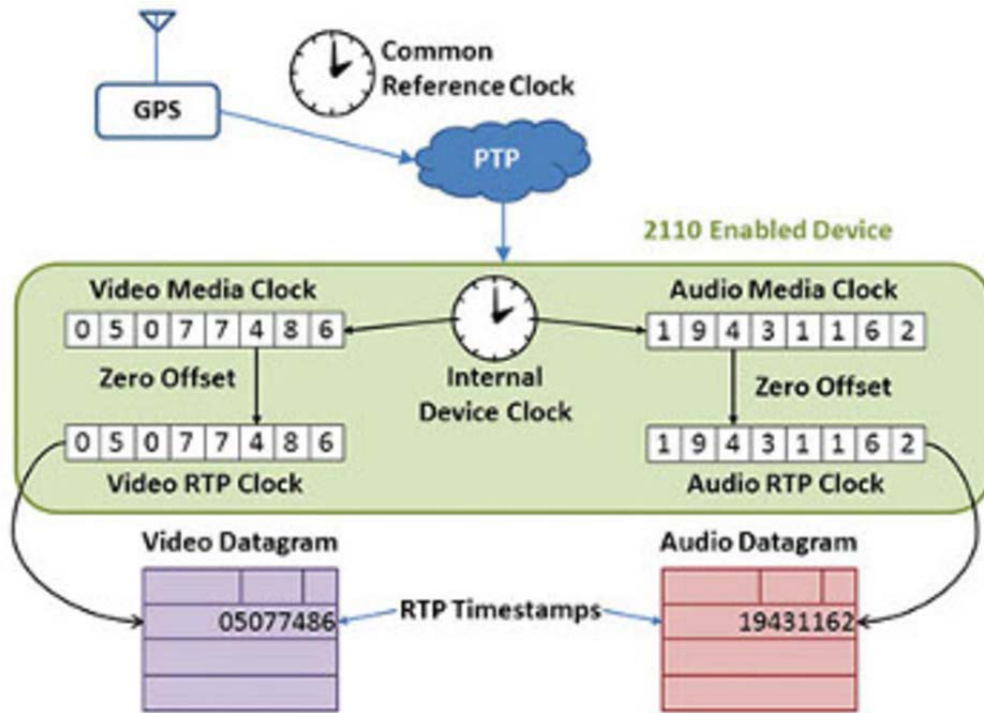 Common
Reference Clock
GPS
PTP
2110 Enabled Device
Video Media Clock
Audio Media Clock
0 5 0 7 7 4 8 6
1 9 4 3 1 1 6 2
Zero Offset
Internal
Device Clock
Zero Offset
0 5 0 7 7 4 8 6
1 9 4 3 1 1 6 2
Video RTP Clock
Audio RTP Clock
Video Datagram
Audio Datagram
RTP Timestamps
05077486
19431162